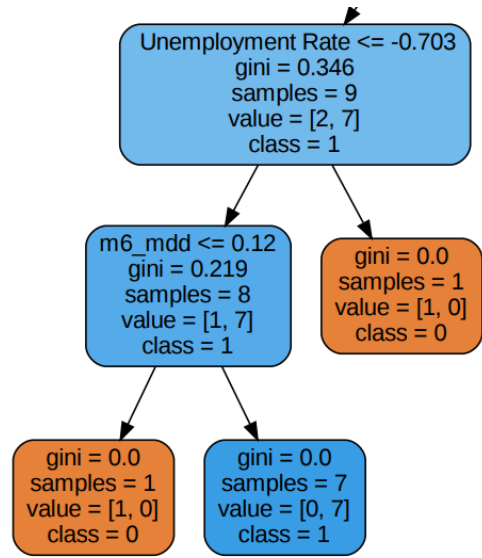 Unemployment Rate <= -0.703
gini = 0.346
samples = 9
value = [2, 7]
class = 1
m6_mdd <= 0.12
gini = 0.219
samples = 8
value = [1, 7]
class = 1
gini = 0.0
samples = 1
value = [1, 0]
class = 0
gini = 0.0
samples = 1
value = [1, 0]
class = 0
gini = 0.0
samples = 7
value = [0, 7]
class = 1